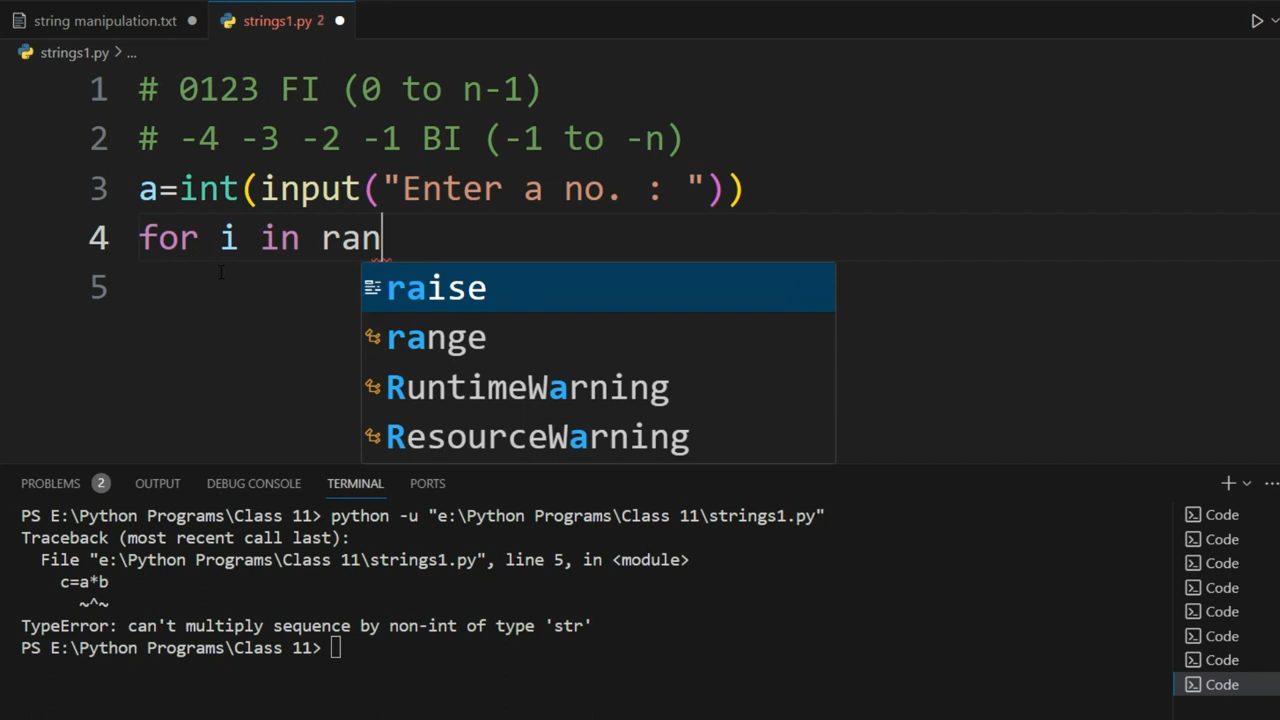 string manipulation.txt
strings1.py 2
strings1.py > ...
1 # 0123 FI (0 to n-1)
2 # -4 -3 -2 -1 BI (-1 to -n)
3 a=int(input("Enter a no. : "))
4 for i in ran
5
raise
range
RuntimeWarning
ResourceWarning
PROBLEMS 2 OUTPUT DEBUG CONSOLE TERMINAL PORTS
PS E:\Python Programs\Class 11> python -u "e:\Python Programs\Class 11\strings1.py"
Traceback (most recent call last):
  File "e:\Python Programs\Class 11\strings1.py", line 5, in <module>
    c=a*b
      ~^~
TypeError: can't multiply sequence by non-int of type 'str'
PS E:\Python Programs\Class 11>
Code
Code
Code
Code
Code
Code
Code
Code